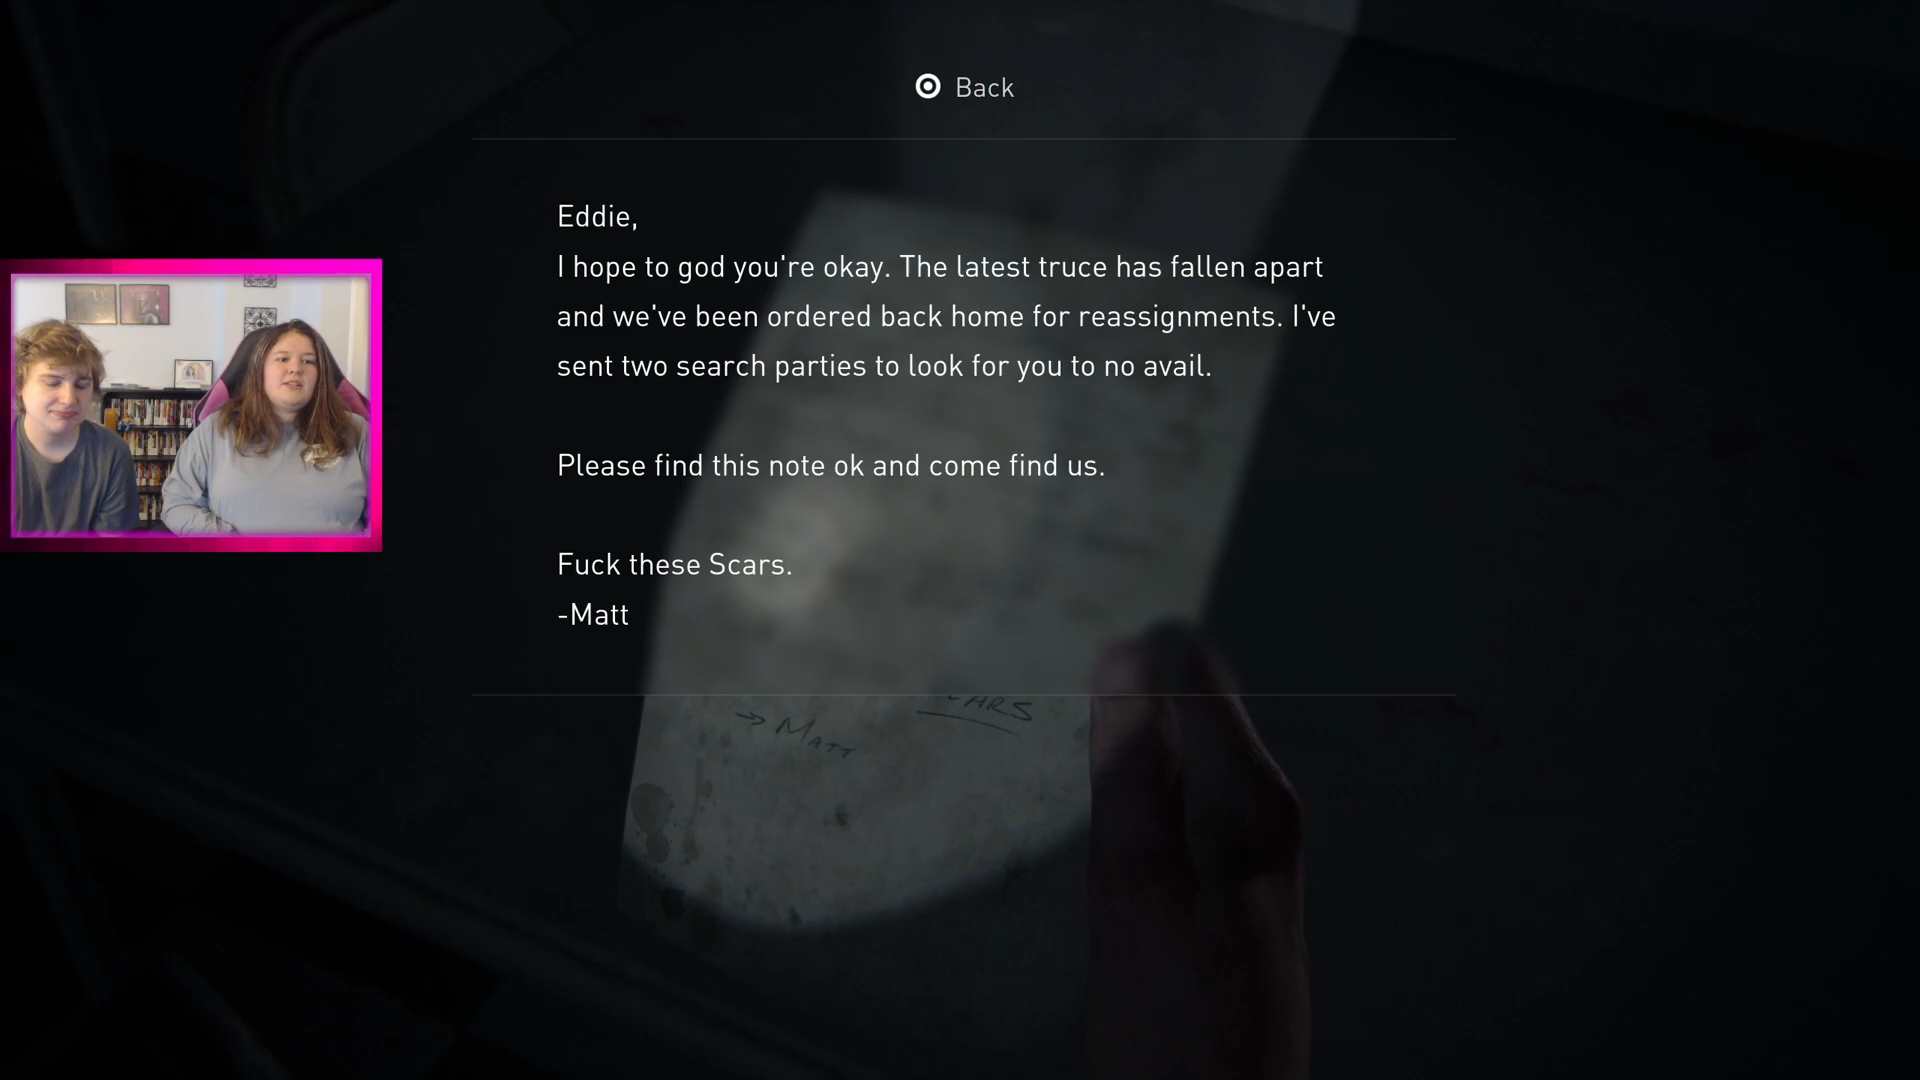 Back
Eddie,
I hope to god you're okay. The latest truce has fallen apart
and we've been ordered back home for reassignments. I've
sent two search parties to look for you to no avail.
Please find this note ok and come find us.
Fuck these Scars.
-Matt
CARS
→ MATT